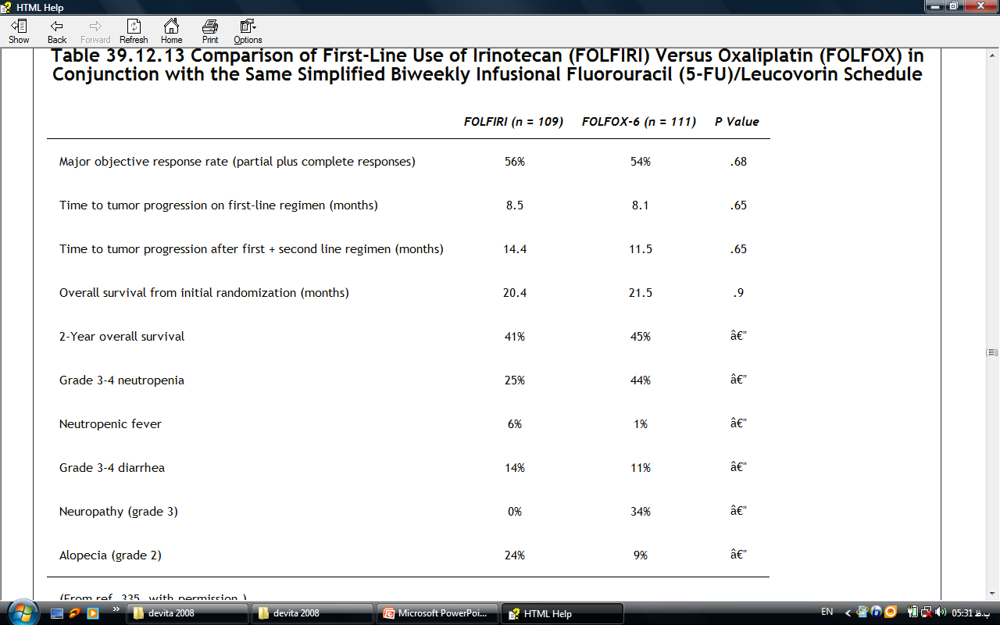 HTML Help
Show Back Forward Refresh Home Print Options
Table 39.12.13 Comparison of First-Line Use of Irinotecan (FOLFIRI) Versus Oxaliplatin (FOLFOX) in
Conjunction with the Same Simplified Biweekly Infusional Fluorouracil (5-FU)/Leucovorin Schedule
FOLFIRI (n = 109) FOLFOX-6 (n = 111) P Value
Major objective response rate (partial plus complete responses) 56% 54% .68
Time to tumor progression on first-line regimen (months) 8.5 8.1 .65
Time to tumor progression after first + second line regimen (months) 14.4 11.5 .65
Overall survival from initial randomization (months) 20.4 21.5 .9
2-Year overall survival 41% 45% â€”
Grade 3-4 neutropenia 25% 44% â€”
Neutropenic fever 6% 1% â€”
Grade 3-4 diarrhea 14% 11% â€”
Neuropathy (grade 3) 0% 34% â€”
Alopecia (grade 2) 24% 9% â€”
(From ref. 335, with permission.)
devita 2008 devita 2008 Microsoft PowerPoi... HTML Help EN 05:31 ب.ظ